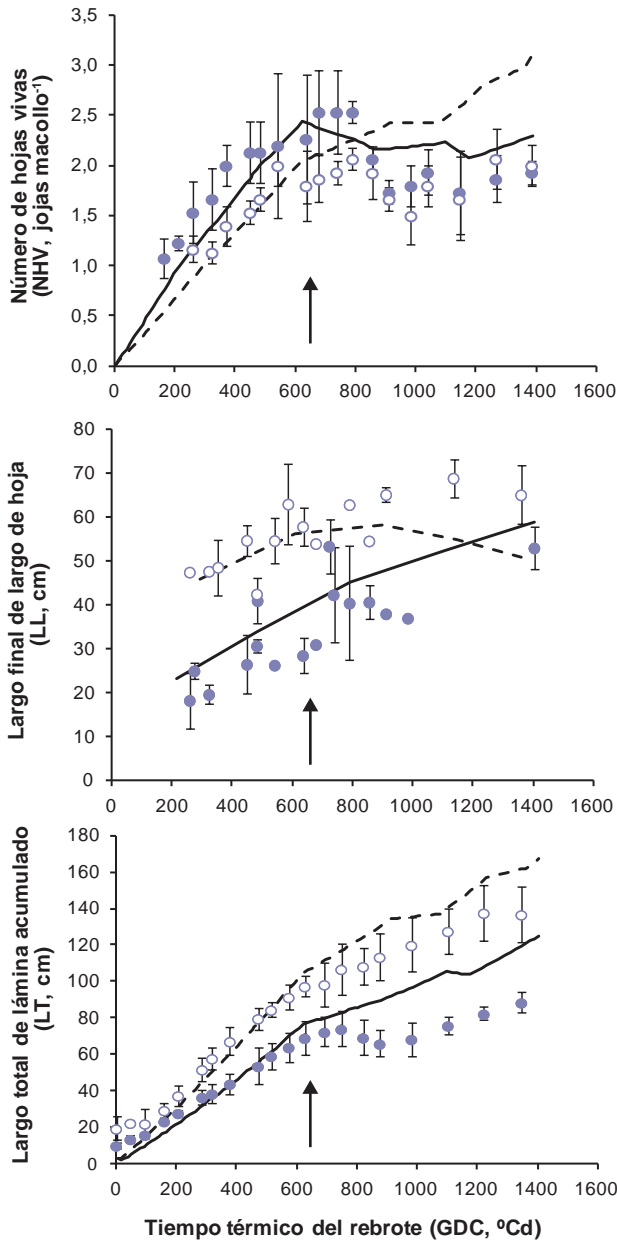 Número de hojas vivas
(NHV, jojas macollo⁻¹)
3,5
3,0
2,5
2,0
1,5
1,0
0,5
0,0
0 200 400 600 800 1000 1200 1400 1600
Largo final de largo de hoja
(LL, cm)
80
70
60
50
40
30
20
10
0
0 200 400 600 800 1000 1200 1400 1600
Largo total de lámina acumulado
(LT, cm)
180
160
140
120
100
80
60
40
20
0
0 200 400 600 800 1000 1200 1400 1600
Tiempo térmico del rebrote (GDC, ºCd)